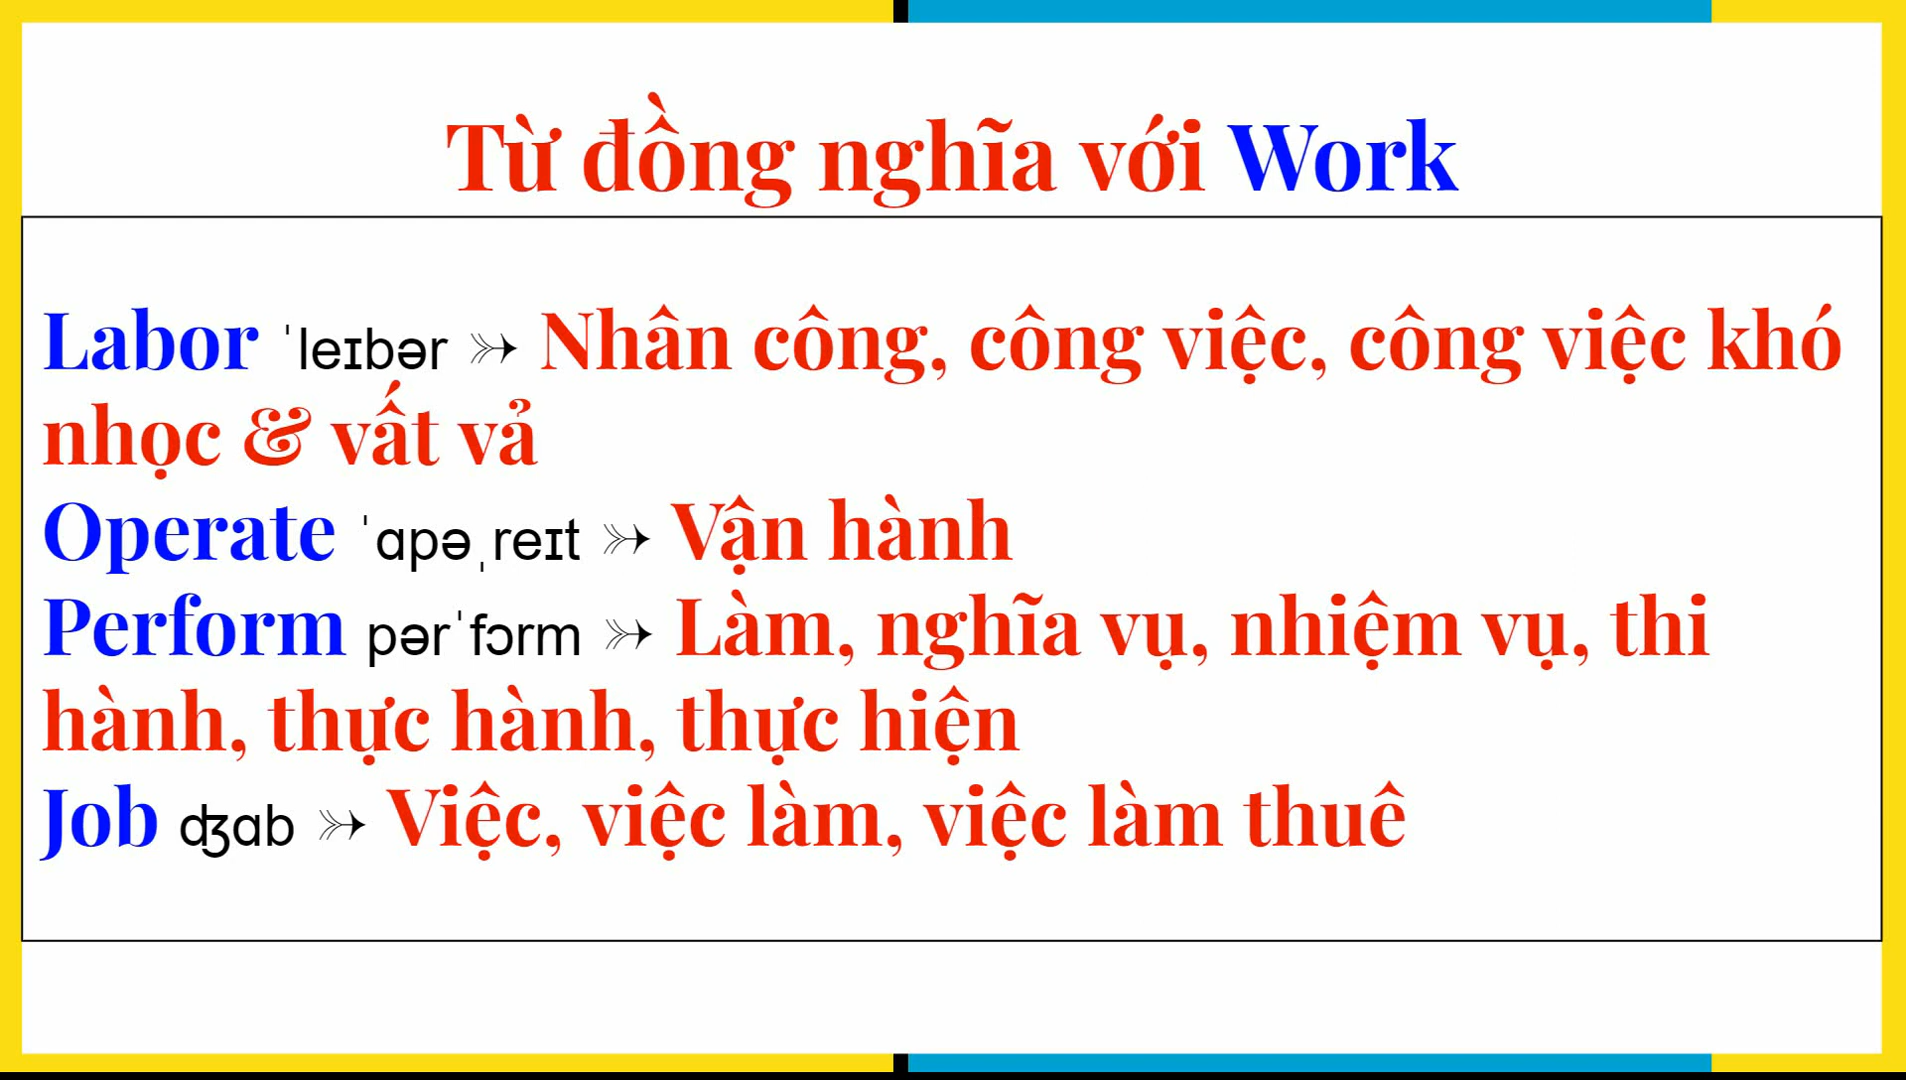 Từ đồng nghĩa với Work
Labor ˈleɪbər ➳ Nhân công, công việc, công việc khó
nhọc & vất vả
Operate ˈɑpəˌreɪt ➳ Vận hành
Perform pərˈfɔrm ➳ Làm, nghĩa vụ, nhiệm vụ, thi
hành, thực hành, thực hiện
Job ʤɑb ➳ Việc, việc làm, việc làm thuê